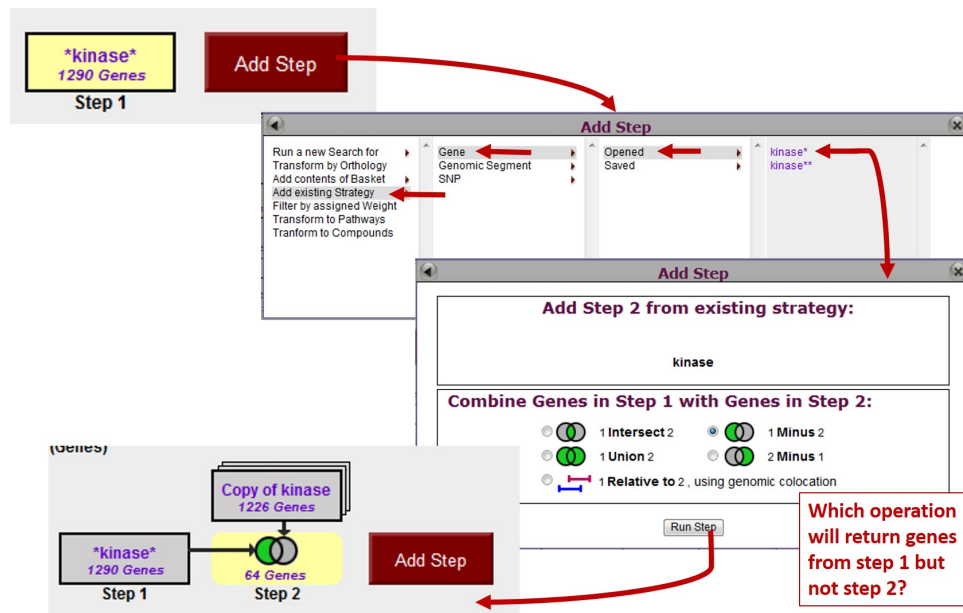 *kinase*
1290 Genes
Step 1
Add Step
Add Step
Run a new Search for
Transform by Orthology
Add contents of Basket
Add existing Strategy
Filter by assigned Weight
Transform to Pathways
Tranform to Compounds
Gene
Genomic Segment
SNP
Opened
Saved
kinase*
kinase**
Add Step
Add Step 2 from existing strategy:
kinase
Combine Genes in Step 1 with Genes in Step 2:
1 Intersect 2
1 Minus 2
1 Union 2
2 Minus 1
1 Relative to 2 , using genomic colocation
Run Step
Which operation
will return genes
from step 1 but
not step 2?
(Genes)
Copy of kinase
1226 Genes
*kinase*
1290 Genes
Step 1
64 Genes
Step 2
Add Step